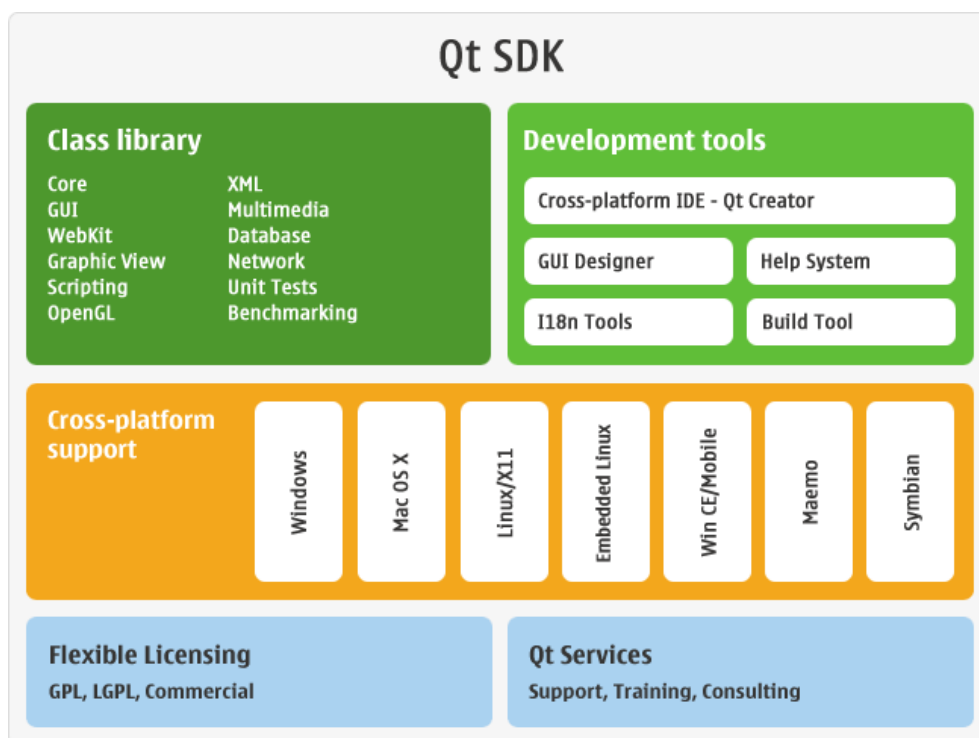 Qt SDK
Class library
Core
GUI
WebKit
Graphic View
Scripting
OpenGL
XML
Multimedia
Database
Network
Unit Tests
Benchmarking
Development tools
Cross-platform IDE - Qt Creator
GUI Designer
Help System
I18n Tools
Build Tool
Cross-platform
support
Windows
Mac OS X
Linux/X11
Embedded Linux
Win CE/Mobile
Maemo
Symbian
Flexible Licensing
GPL, LGPL, Commercial
Qt Services
Support, Training, Consulting